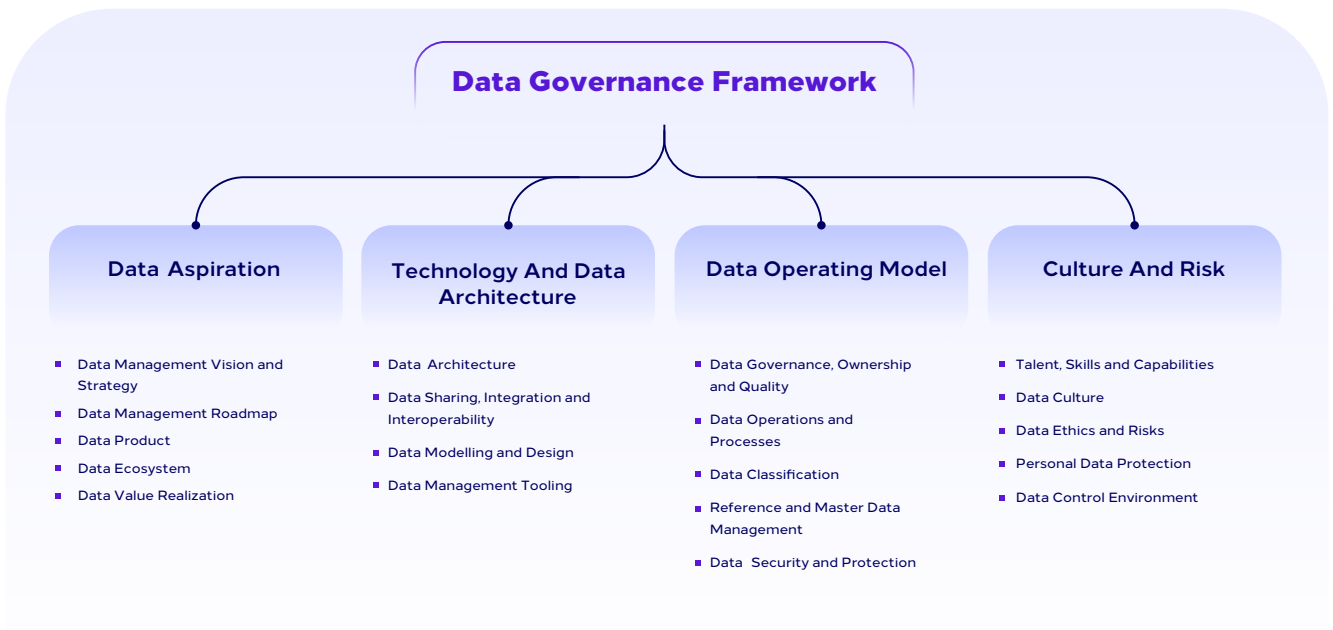 Data Governance Framework
Data Aspiration
Data Management Vision and
Strategy
Data Management Roadmap
Data Product
Data Ecosystem
Data Value Realization
Technology And Data
Architecture
Data Architecture
Data Sharing, Integration and
Interoperability
Data Modelling and Design
Data Management Tooling
Data Operating Model
Data Governance, Ownership
and Quality
Data Operations and
Processes
Data Classification
Reference and Master Data
Management
Data Security and Protection
Culture And Risk
Talent, Skills and Capabilities
Data Culture
Data Ethics and Risks
Personal Data Protection
Data Control Environment